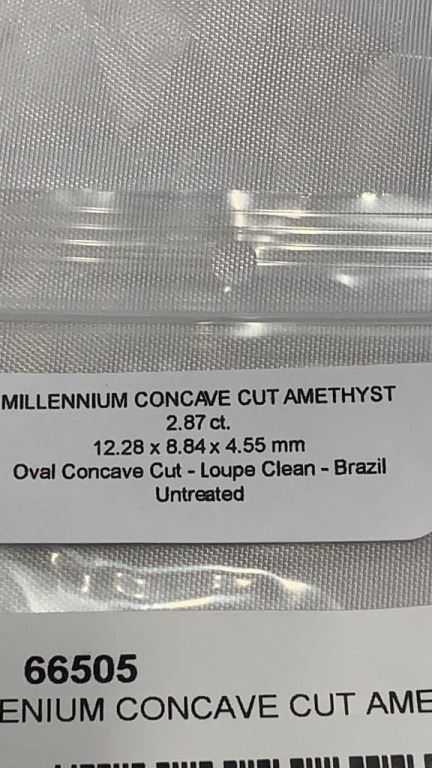 MILLENNIUM CONCAVE CUT AMETHYST
2.87 ct.
12.28 x 8.84 x 4.55 mm
Oval Concave Cut - Loupe Clean - Brazil
Untreated
66505
ENIUM CONCAVE CUT AME